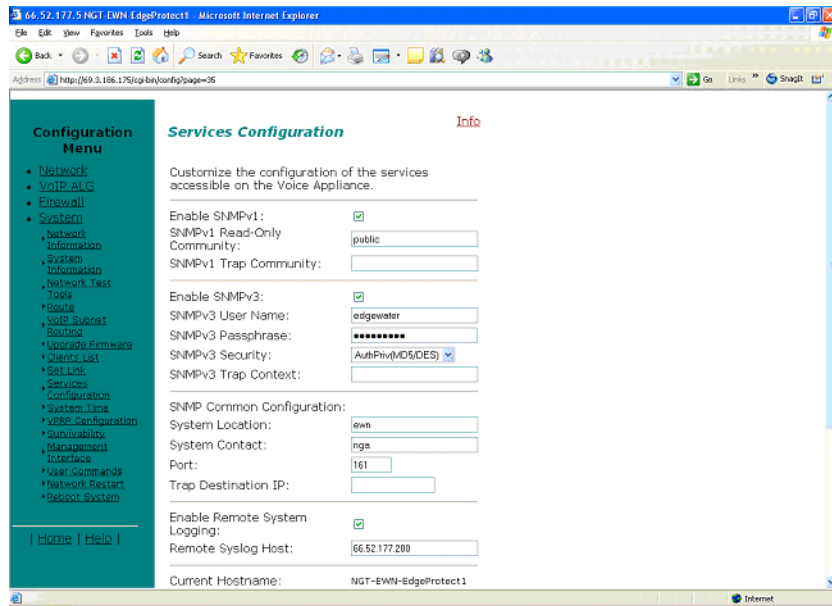 66.52.177.5 NGT-EWN-EdgeProtect1 - Microsoft Internet Explorer
File Edit View Favorites Tools Help
Back Search Favorites
Address http://69.3.186.175/cgi-bin/config?page=35 Go Links SnagIt
Configuration
Menu
Network
VoIP ALG
Firewall
System
Network
Information
System
Information
Network Test
Tools
Route
VoIP Subnet
Routing
Upgrade Firmware
Clients List
Set Link
Services
Configuration
System Time
VPRP Configuration
Survivability
Management
Interface
User Commands
Network Restart
Reboot System
| Home | Help |
Info
Services Configuration
Customize the configuration of the services
accessible on the Voice Appliance.
Enable SNMPv1:
SNMPv1 Read-Only
Community: public
SNMPv1 Trap Community:
Enable SNMPv3:
SNMPv3 User Name: edgewater
SNMPv3 Passphrase: •••••••••
SNMPv3 Security: AuthPriv(MD5/DES)
SNMPv3 Trap Context:
SNMP Common Configuration:
System Location: ewn
System Contact: nga
Port: 161
Trap Destination IP:
Enable Remote System
Logging:
Remote Syslog Host: 66.52.177.200
Current Hostname: NGT-EWN-EdgeProtect1
Internet